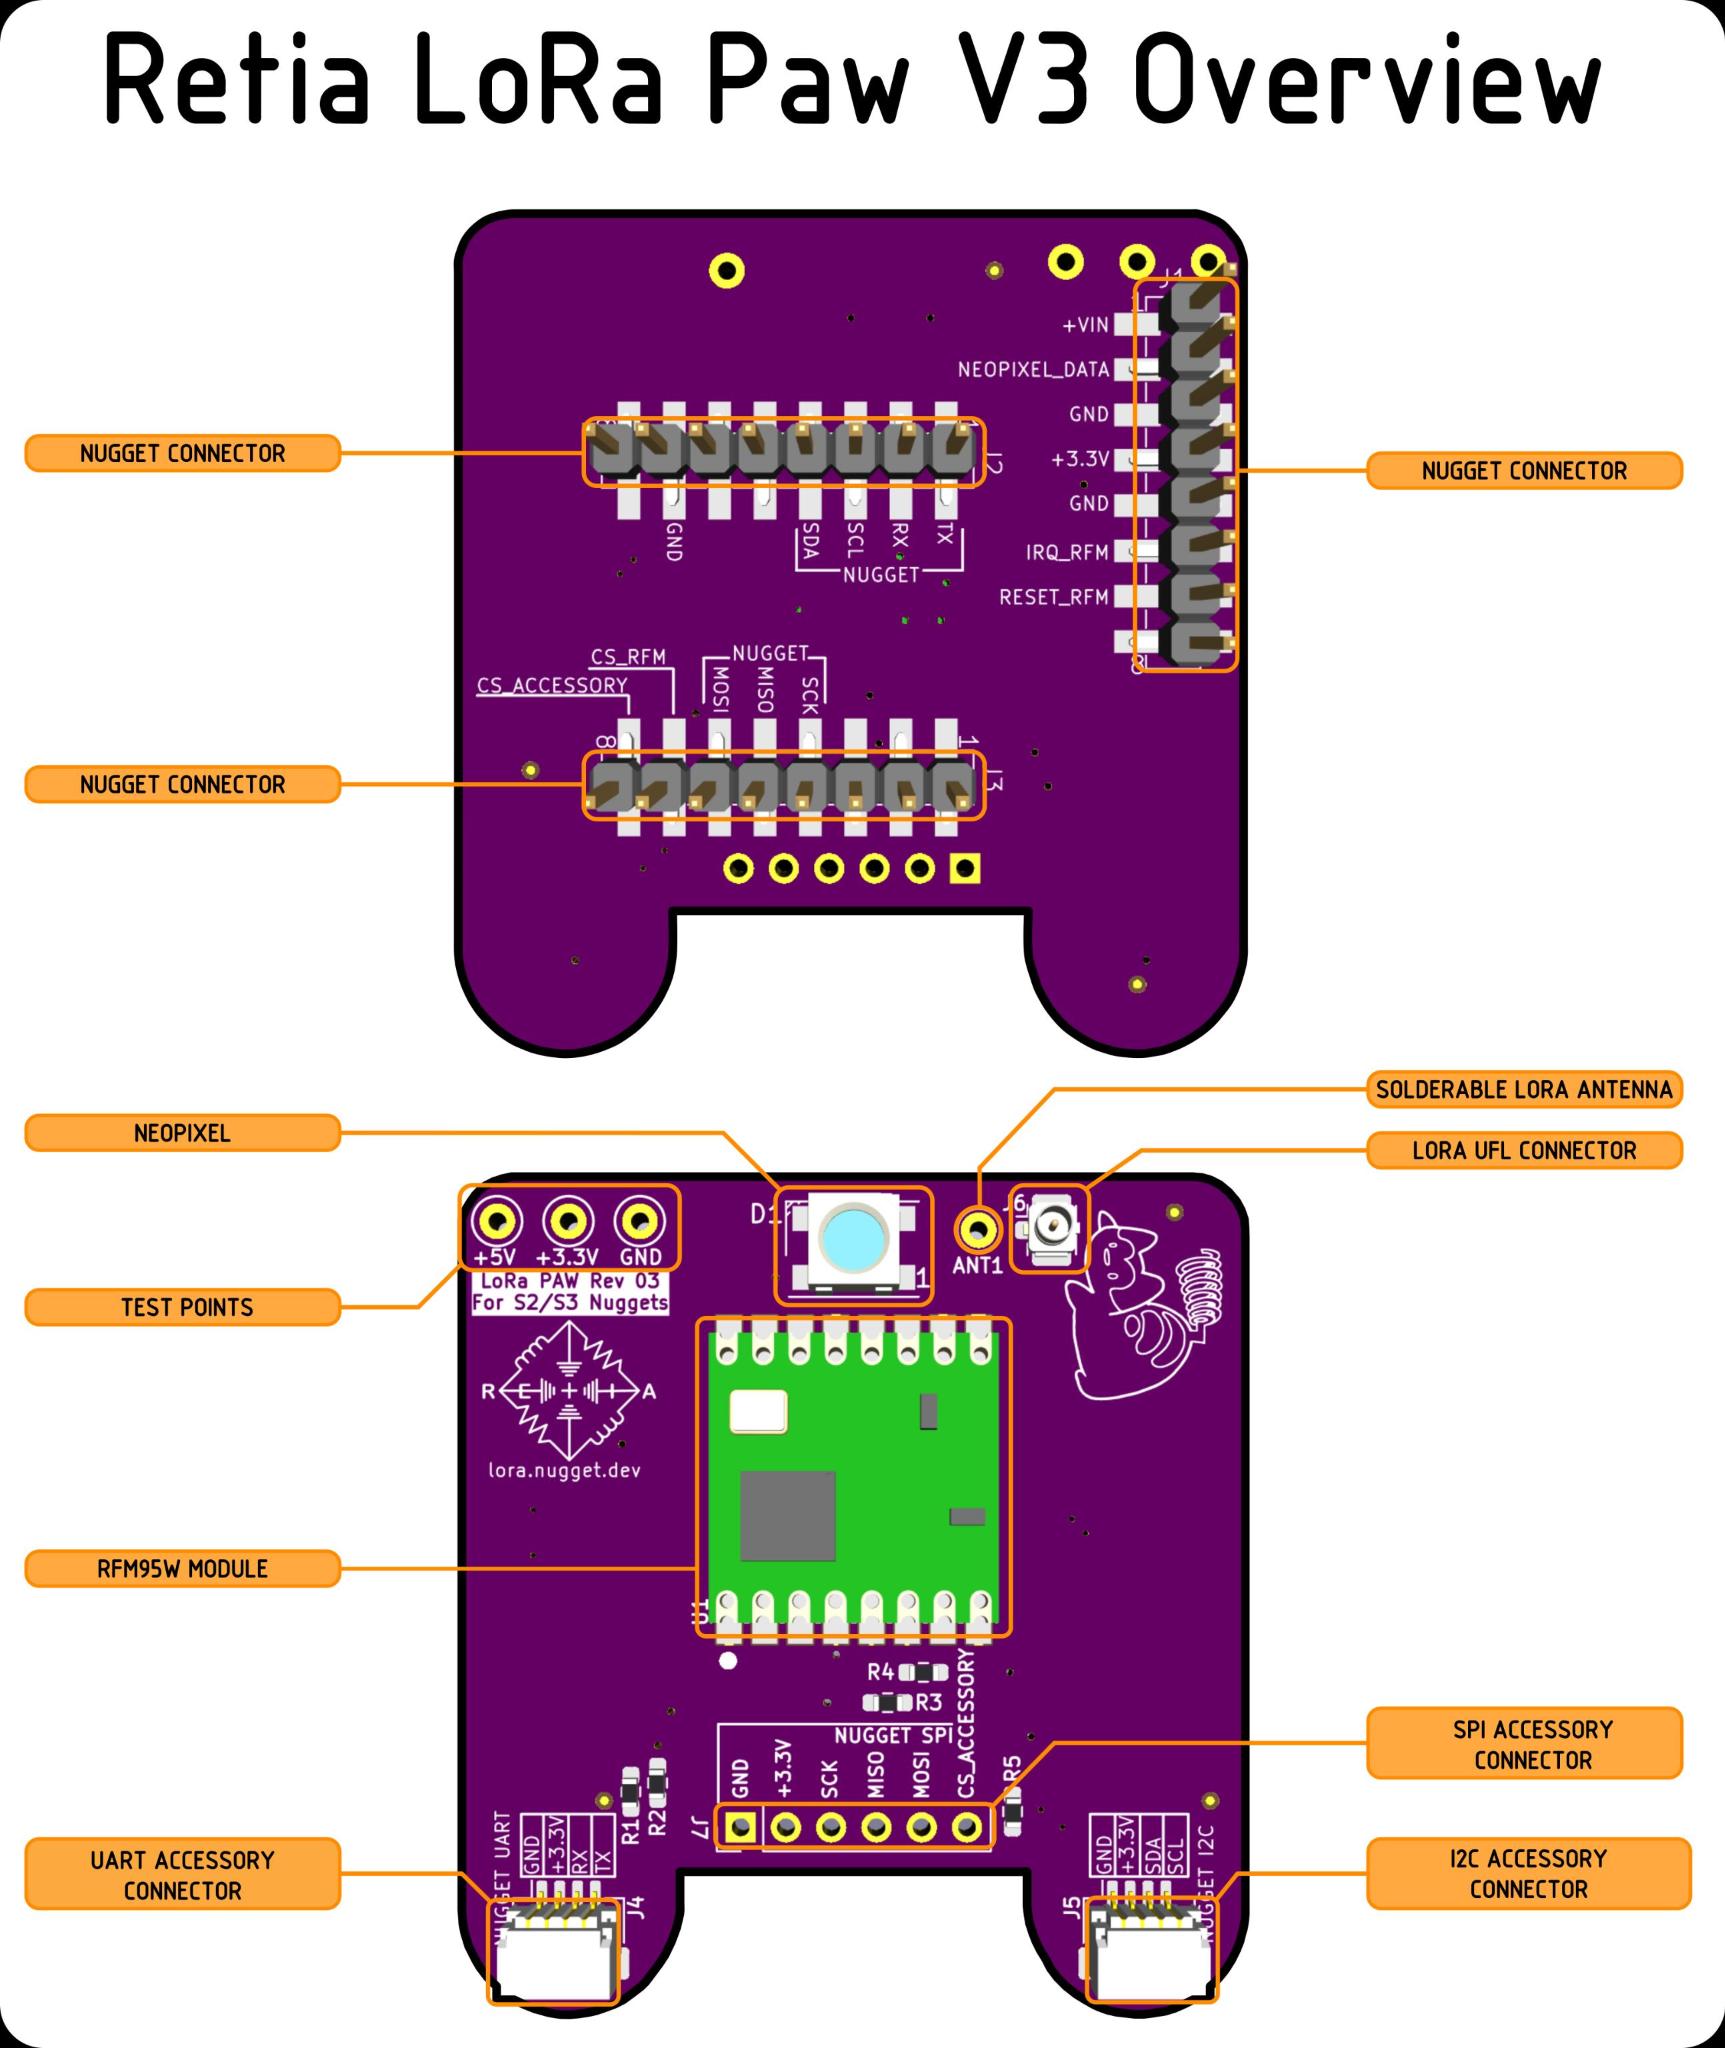 Retia LoRa Paw V3 Overview
J1
1
+VIN
NEOPIXEL_DATA
GND
+3.3V
GND
IRQ_RFM
RESET_RFM
8
NUGGET CONNECTOR
NUGGET CONNECTOR
J2
GND
SDA
SCL
RX
TX
NUGGET
CS_RFM
CS_ACCESSORY
NUGGET
MOSI
MISO
SCK
8
1
J3
NUGGET CONNECTOR
SOLDERABLE LORA ANTENNA
NEOPIXEL
LORA UFL CONNECTOR
D1
1
J6
ANT1
+5V +3.3V GND
LoRa PAW Rev 03
For S2/S3 Nuggets
TEST POINTS
R E T I A
lora.nugget.dev
RFM95W MODULE
U1
R4
R3
CS_ACCESSORY
NUGGET SPI
GND
+3.3V
SCK
MISO
MOSI
R5
SPI ACCESSORY
CONNECTOR
J7
R1
R2
NUGGET UART
GND
+3.3V
RX
TX
J4
UART ACCESSORY
CONNECTOR
GND
+3.3V
SDA
SCL
NUGGET I2C
J5
I2C ACCESSORY
CONNECTOR